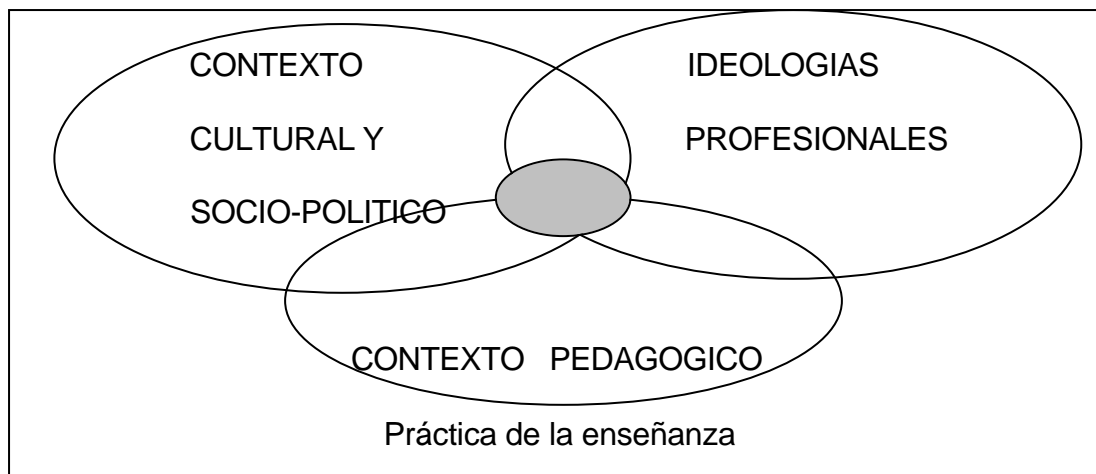 CONTEXTO
CULTURAL Y
SOCIO-POLITICO
IDEOLOGIAS
PROFESIONALES
CONTEXTO PEDAGOGICO
Práctica de la enseñanza